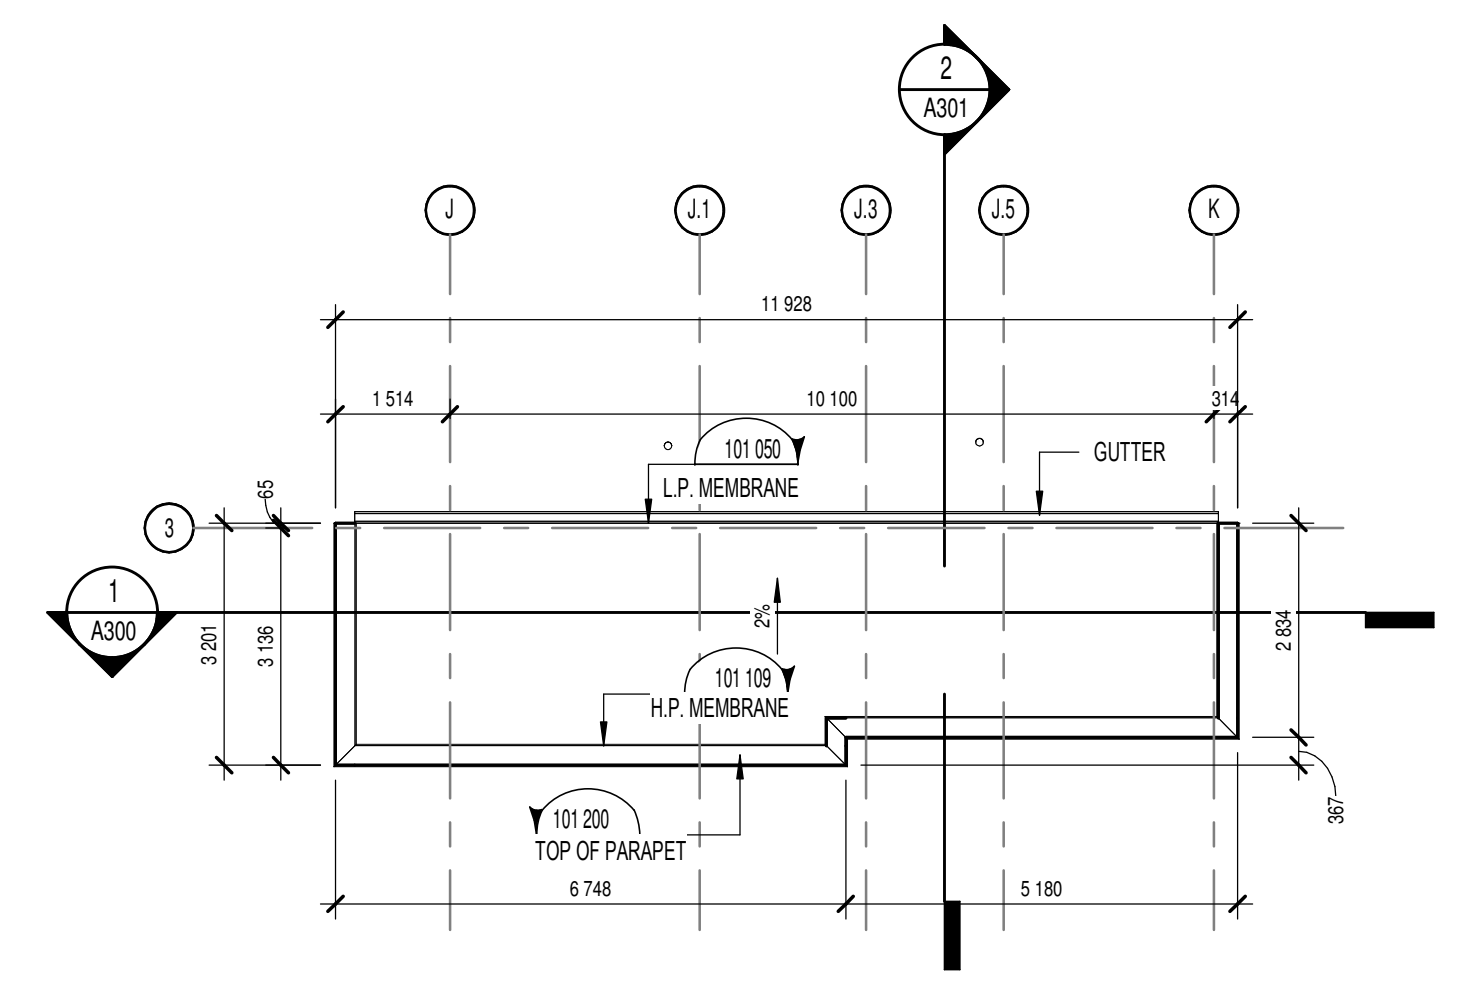 2
A301
J
J.1
J.3
J.5
K
11 928
1 514
10 100
314
101 050
L.P. MEMBRANE
GUTTER
65
3
1
A300
3 201
3 136
2%
2 834
101 109
H.P. MEMBRANE
367
101 200
TOP OF PARAPET
6 748
5 180